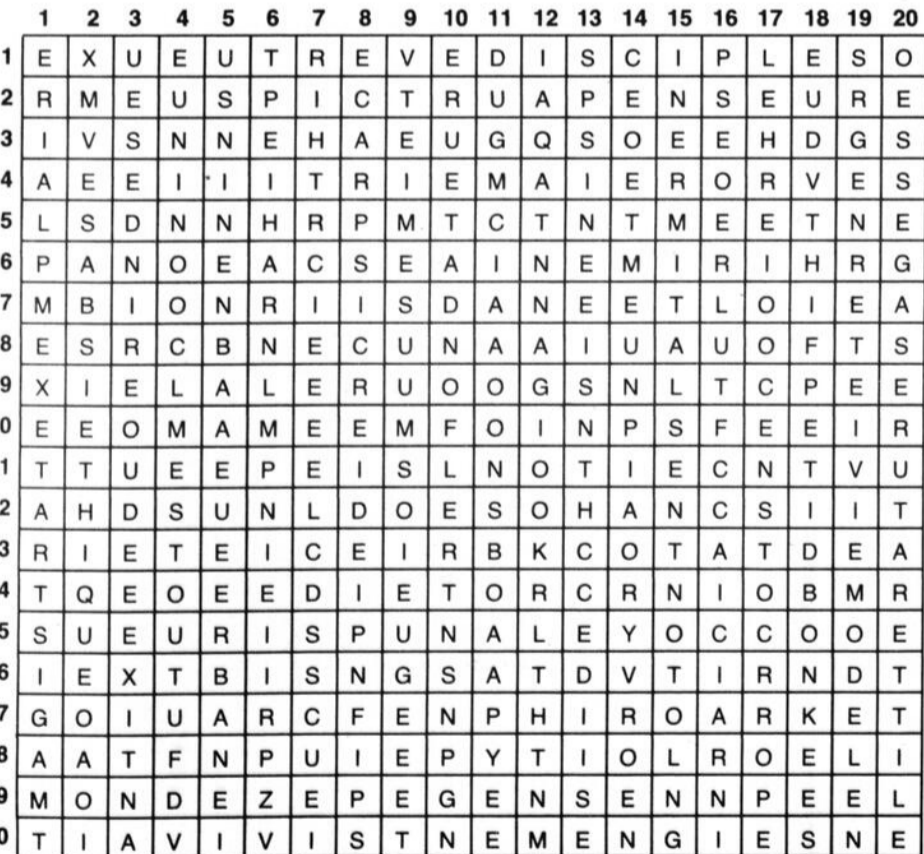 1 2 3 4 5 6 7 8 9 10 11 12 13 14 15 16 17 18 19 20
1 E X U E U T R E V E D I S C I P L E S O
2 R M E U S P I C T R U A P E N S E U R E
3 I V S N N E H A E U G Q S O E E H D G S
4 A E E I I I T R I E M A I E R O R V E S
5 L S D N N H R P M T C T N T M E E T N E
6 P A N O E A C S E A I N E M I R I H R G
7 M B I O N R I I S D A N E E T L O I E A
8 E S R C B N E C U N A A I U A U O F T S
9 X I E L A L E R U O O G S N L T C P E E
0 E E O M A M E E M F O I N P S F E E I R
1 T T U E E P E I S L N O T I E C N T V U
2 A H D S U N L D O E S O H A N C S I I T
3 R I E T E I C E I R B K C O T A T D E A
4 T Q E O E E D I E T O R C R N I O B M R
5 S U E U R I S P U N A L E Y O C C O O E
6 I E X T B I S N G S A T D V T I R N D T
7 G O I U A R C F E N P H I R O A R K E T
8 A A T F N P U I E P Y T I O L R O E L I
9 M O N D E Z E P E G E N S E N N P E E L
0 T I A V I V I S T N E M E N G I E S N E